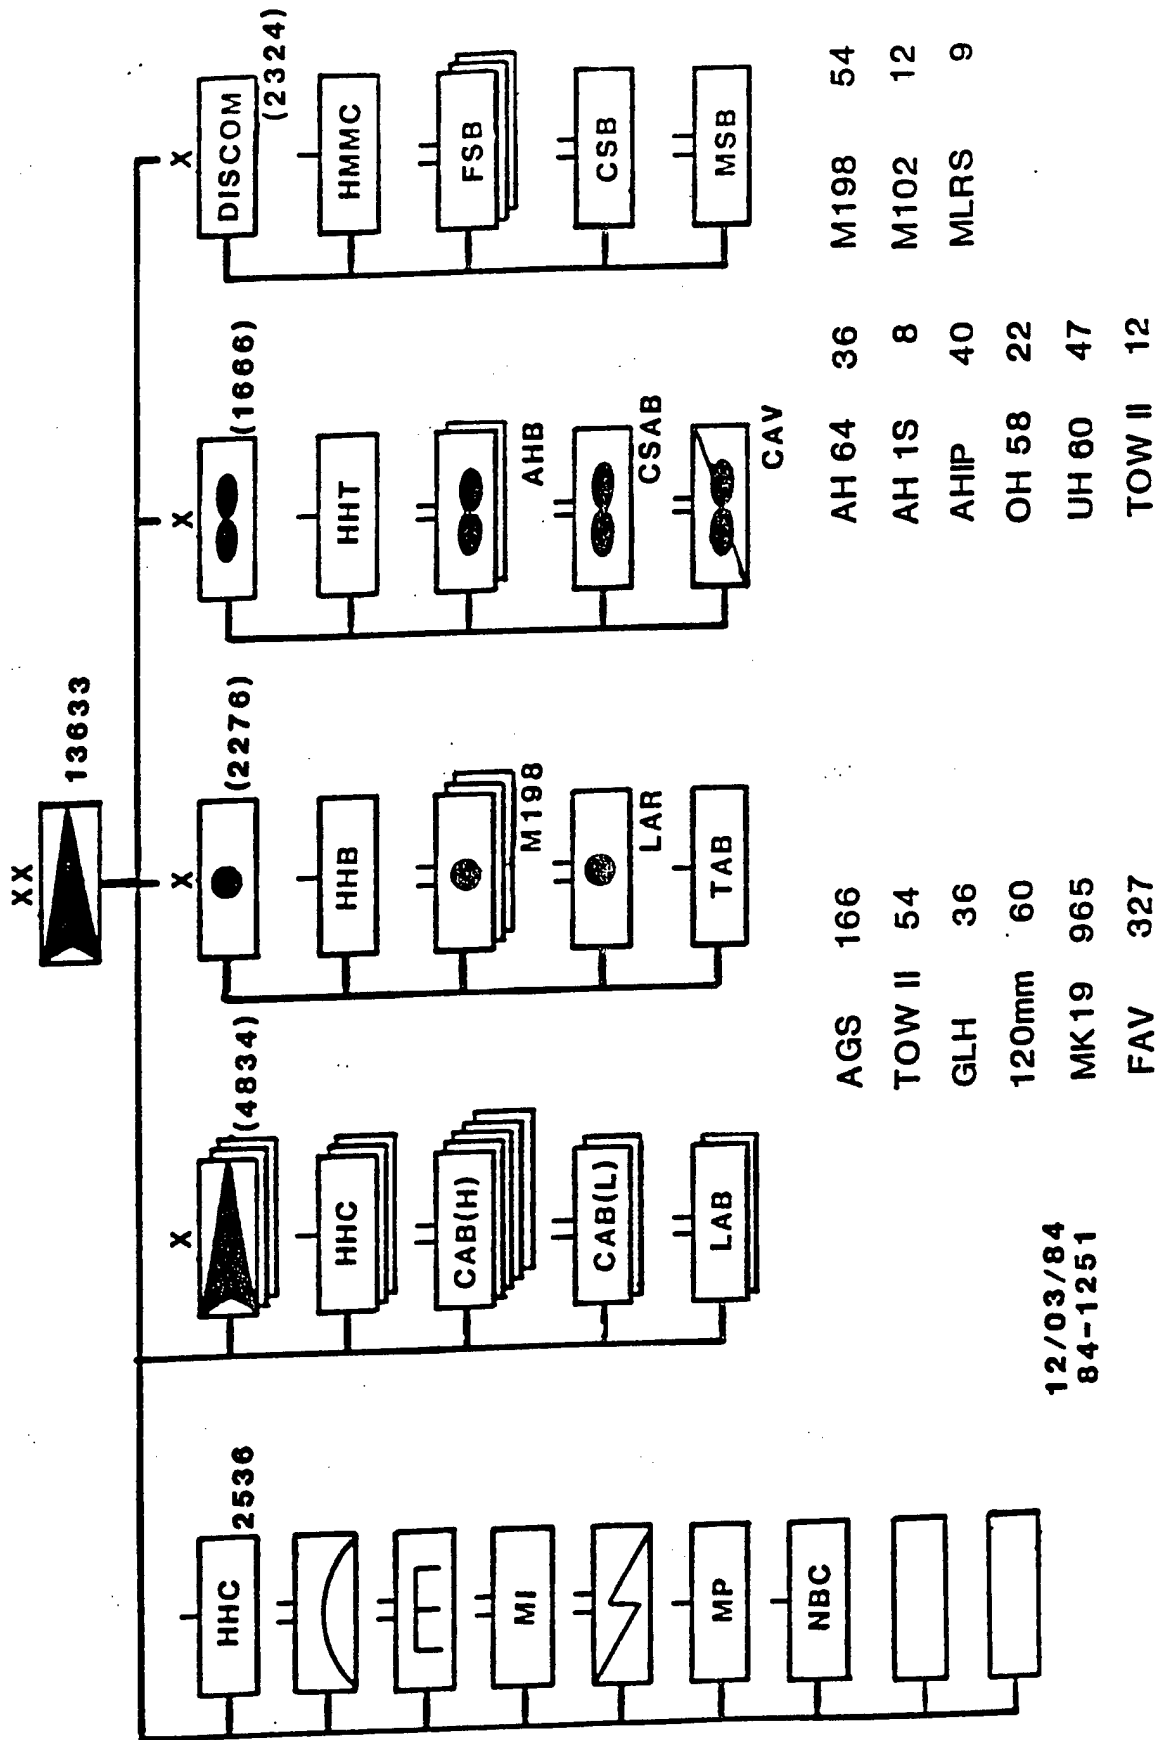 XX
13633
X
HHC
2536
MI
MP
NBC
X
(4834)
HHC
CAB(H)
CAB(L)
LAB
X
(2276)
HHB
M198
LAR
TAB
X
(1666)
HHT
AHB
CSAB
CAV
X
DISCOM
(2324)
HMMC
FSB
CSB
MSB
AGS 166
TOW II 54
GLH 36
120mm 60
MK19 965
FAV 327
AH 64 36
AH 1S 8
AHIP 40
OH 58 22
UH 60 47
TOW II 12
M198 54
M102 12
MLRS 9
12/03/84
84-1251